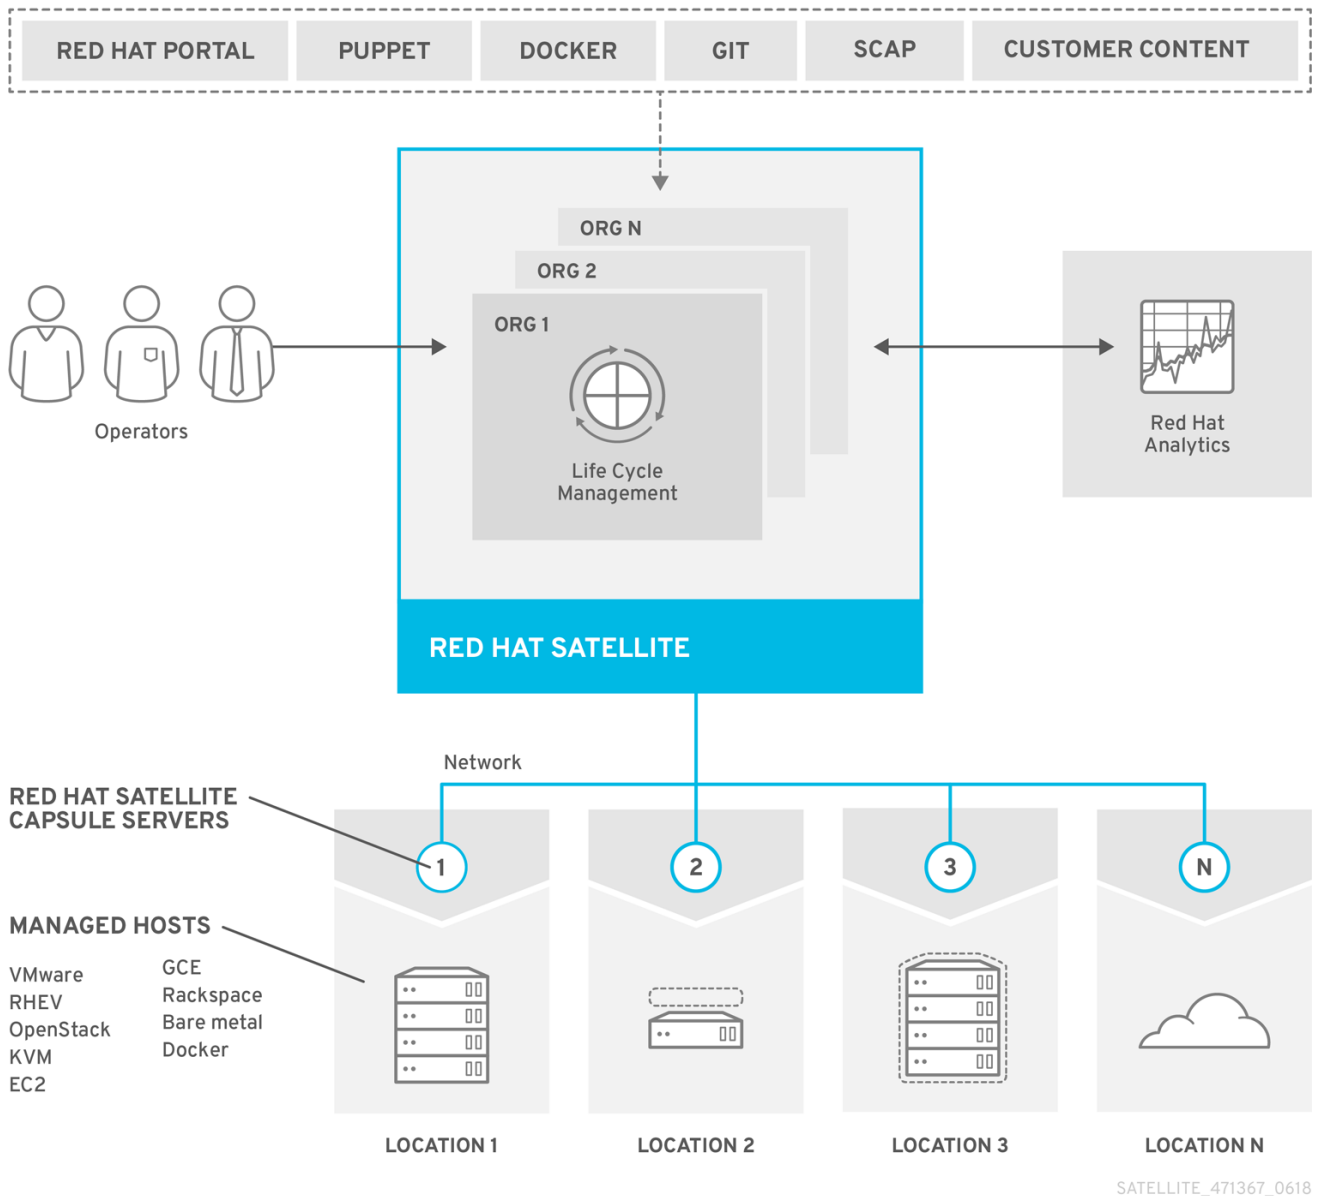 RED HAT PORTAL
PUPPET
DOCKER
GIT
SCAP
CUSTOMER CONTENT
ORG N
ORG 2
ORG 1
Life Cycle
Management
Operators
Red Hat
Analytics
RED HAT SATELLITE
Network
RED HAT SATELLITE
CAPSULE SERVERS
1
2
3
N
MANAGED HOSTS
VMware
RHEV
OpenStack
KVM
EC2
GCE
Rackspace
Bare metal
Docker
LOCATION 1
LOCATION 2
LOCATION 3
LOCATION N
SATELLITE_471367_0618